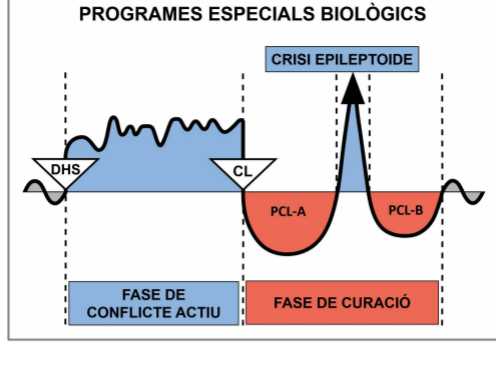 PROGRAMES ESPECIALS BIOLÒGICS
CRISI EPILEPTOIDE
DHS
CL
PCL-A
PCL-B
FASE DE
CONFLICTE ACTIU
FASE DE CURACIÓ